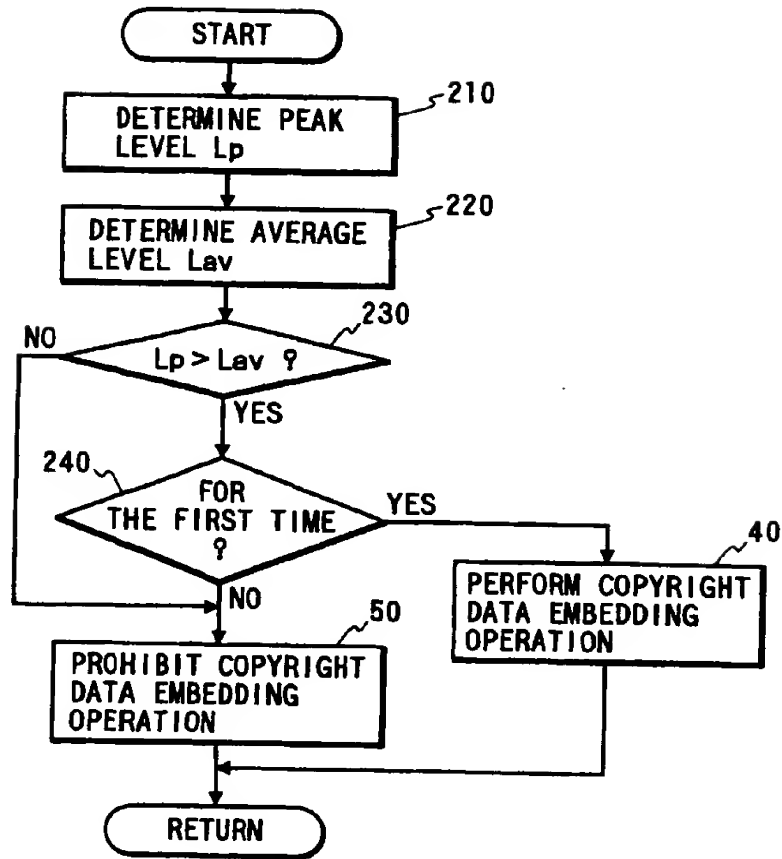 START
210
DETERMINE PEAK
LEVEL Lp
220
DETERMINE AVERAGE
LEVEL Lav
230
NO
Lp > Lav ?
YES
240
FOR
THE FIRST TIME
?
YES
NO
40
PERFORM COPYRIGHT
DATA EMBEDDING
OPERATION
50
PROHIBIT COPYRIGHT
DATA EMBEDDING
OPERATION
RETURN